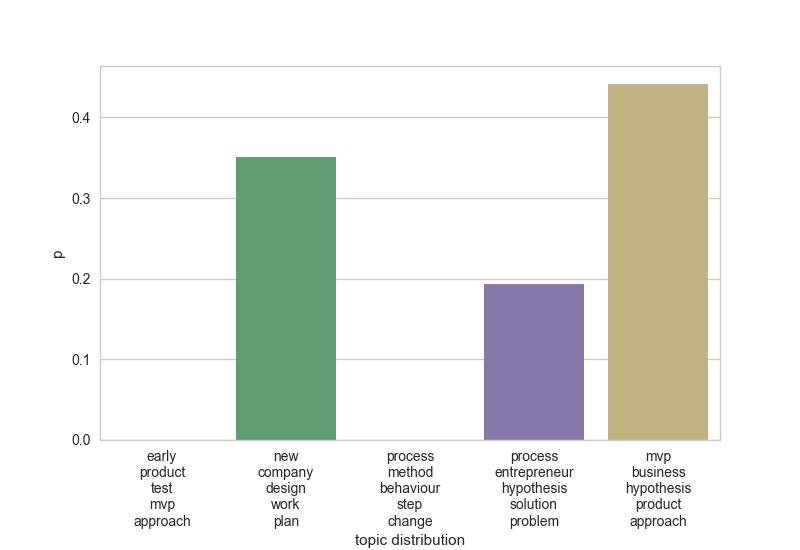 p
0.4
0.3
0.2
0.1
0.0
early
product
test
mvp
approach
new
company
design
work
plan
process
method
behaviour
step
change
process
entrepreneur
hypothesis
solution
problem
mvp
business
hypothesis
product
approach
topic distribution